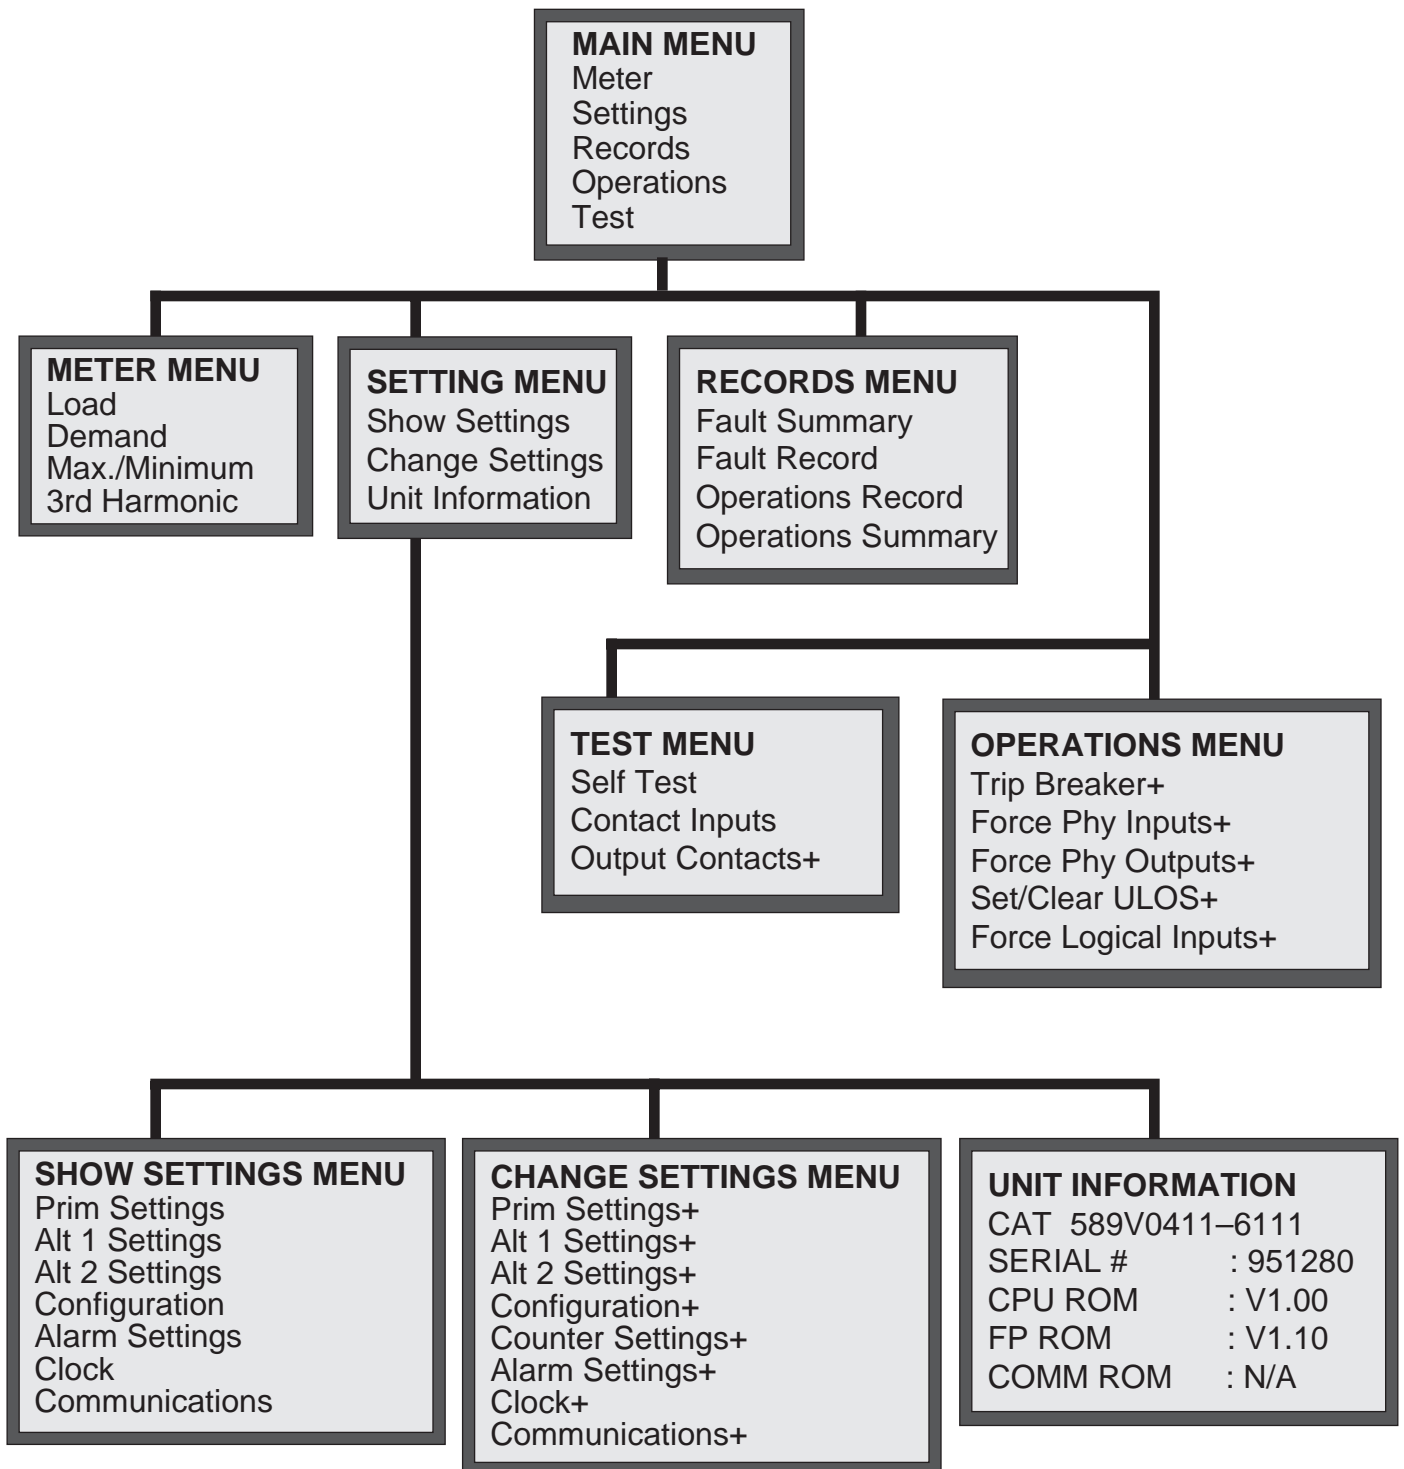 MAIN MENU
Meter
Settings
Records
Operations
Test
METER MENU
Load
Demand
Max./Minimum
3rd Harmonic
SETTING MENU
Show Settings
Change Settings
Unit Information
RECORDS MENU
Fault Summary
Fault Record
Operations Record
Operations Summary
TEST MENU
Self Test
Contact Inputs
Output Contacts+
OPERATIONS MENU
Trip Breaker+
Force Phy Inputs+
Force Phy Outputs+
Set/Clear ULOS+
Force Logical Inputs+
SHOW SETTINGS MENU
Prim Settings
Alt 1 Settings
Alt 2 Settings
Configuration
Alarm Settings
Clock
Communications
CHANGE SETTINGS MENU
Prim Settings+
Alt 1 Settings+
Alt 2 Settings+
Configuration+
Counter Settings+
Alarm Settings+
Clock+
Communications+
UNIT INFORMATION
CAT 589V0411–6111
SERIAL # : 951280
CPU ROM : V1.00
FP ROM : V1.10
COMM ROM : N/A